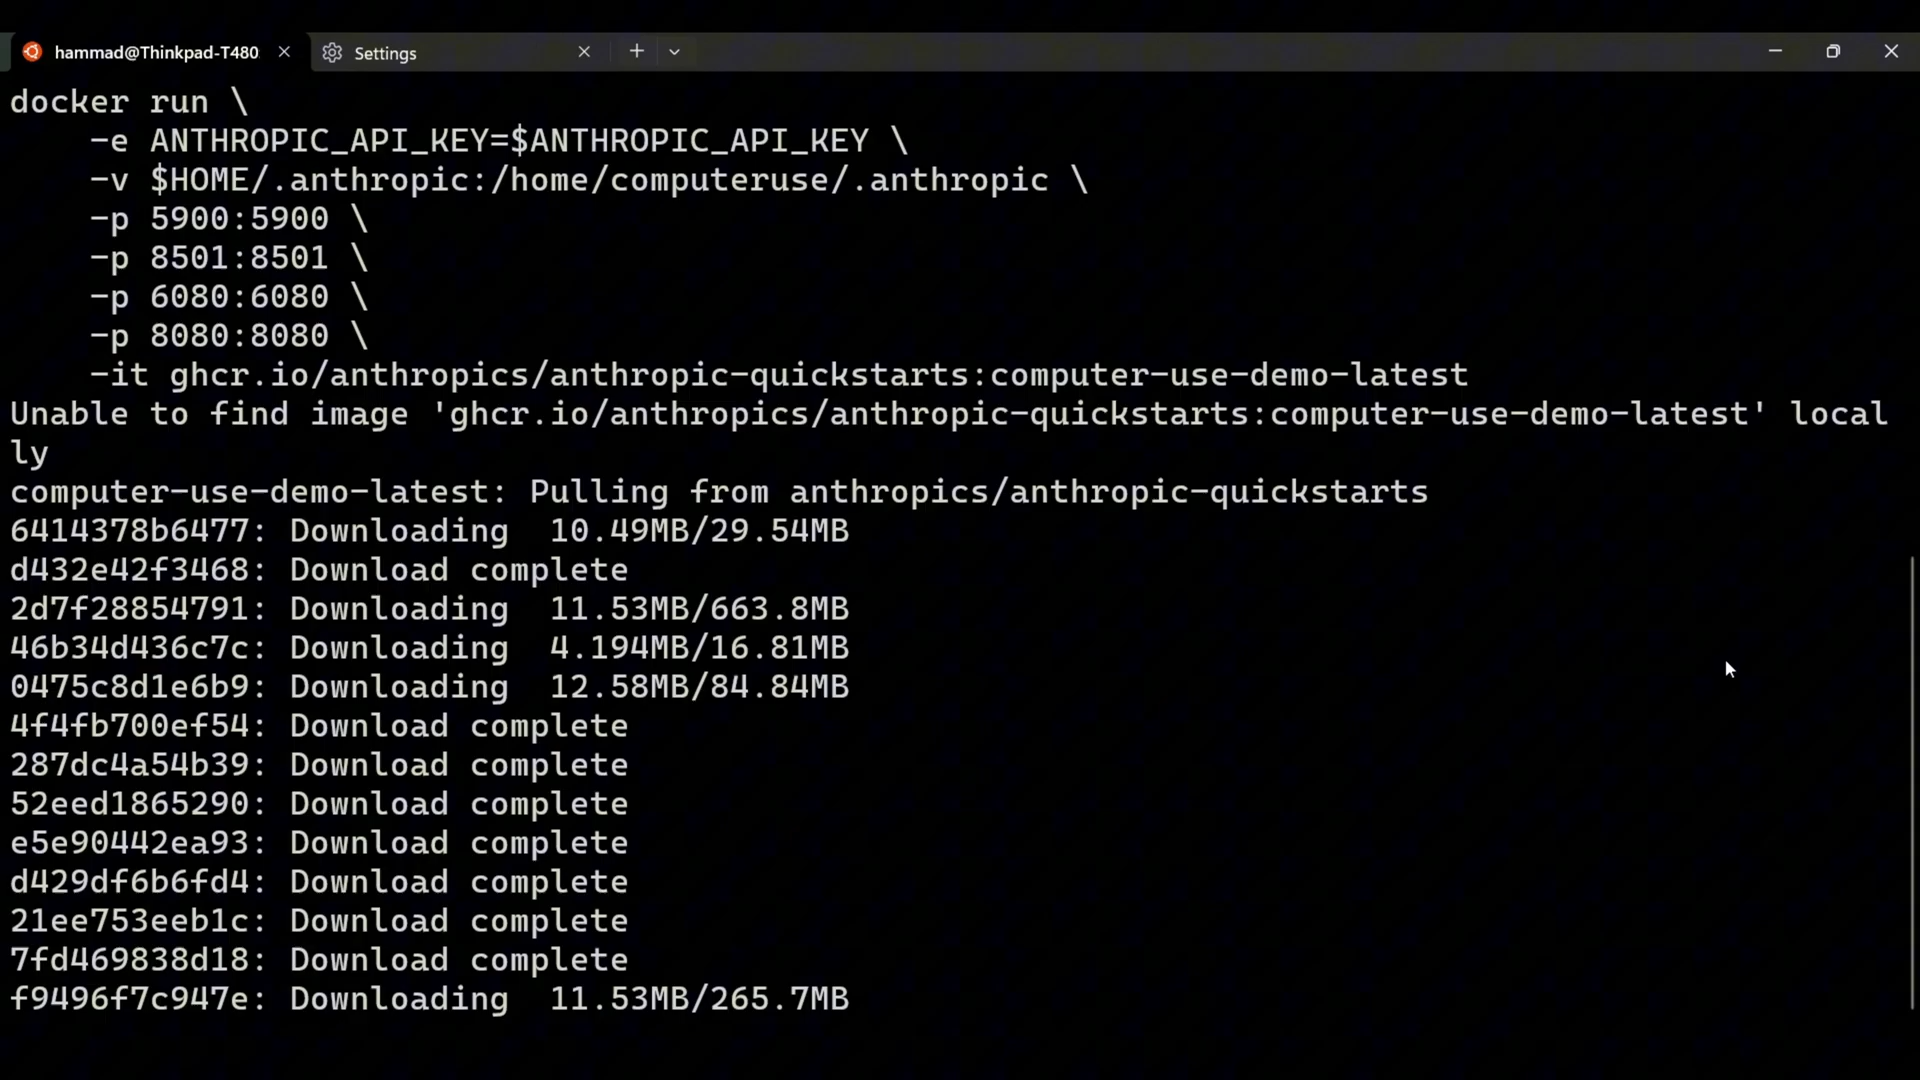 hammad@Thinkpad-T480
Settings
docker run \
-e ANTHROPIC_API_KEY=$ANTHROPIC_API_KEY \
-v $HOME/.anthropic:/home/computeruse/.anthropic \
-p 5900:5900 \
-p 8501:8501 \
-p 6080:6080 \
-p 8080:8080 \
-it ghcr.io/anthropics/anthropic-quickstarts:computer-use-demo-latest
Unable to find image 'ghcr.io/anthropics/anthropic-quickstarts:computer-use-demo-latest' local
ly
computer-use-demo-latest: Pulling from anthropics/anthropic-quickstarts
6414378b6477: Downloading  10.49MB/29.54MB
d432e42f3468: Download complete
2d7f28854791: Downloading  11.53MB/663.8MB
46b34d436c7c: Downloading  4.194MB/16.81MB
0475c8d1e6b9: Downloading  12.58MB/84.84MB
4f4fb700ef54: Download complete
287dc4a54b39: Download complete
52eed1865290: Download complete
e5e90442ea93: Download complete
d429df6b6fd4: Download complete
21ee753eeb1c: Download complete
7fd469838d18: Download complete
f9496f7c947e: Downloading  11.53MB/265.7MB